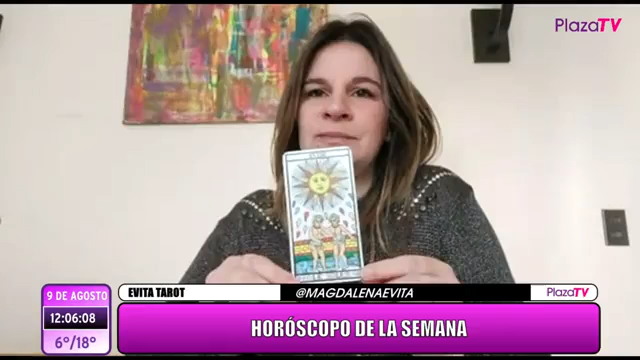 PlazaTV
9 DE AGOSTO
12:06:08
6°/18°
EVITA TAROT
@MAGDALENAEVITA
PlazaTV
HORÓSCOPO DE LA SEMANA